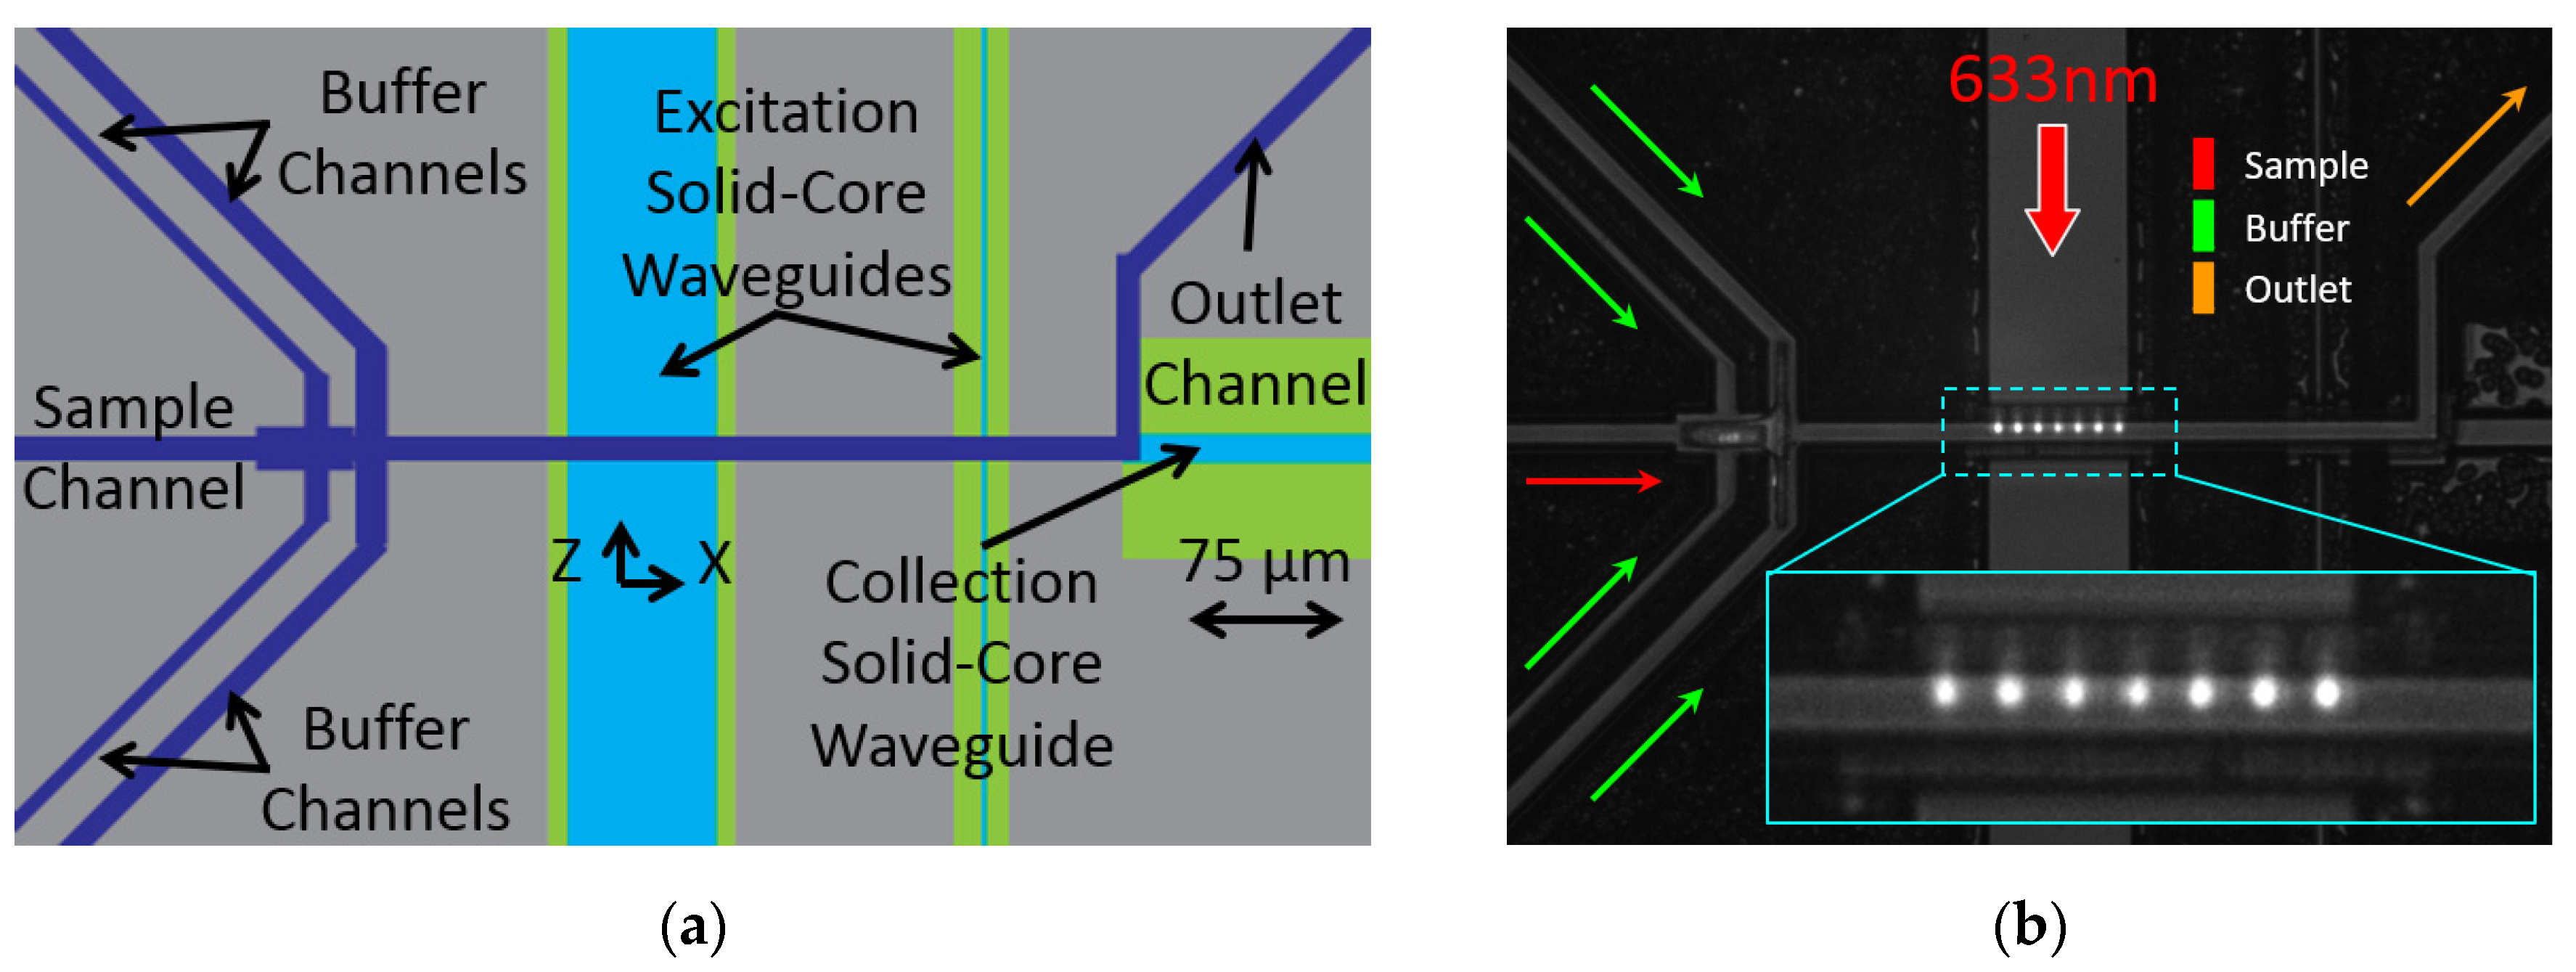 Buffer
Channels
Excitation
Solid-Core
Waveguides
Outlet
Channel
Sample
Channel
Z
X
Collection
Solid-Core
Waveguide
75 µm
Buffer
Channels
(a)
633nm
Sample
Buffer
Outlet
(b)